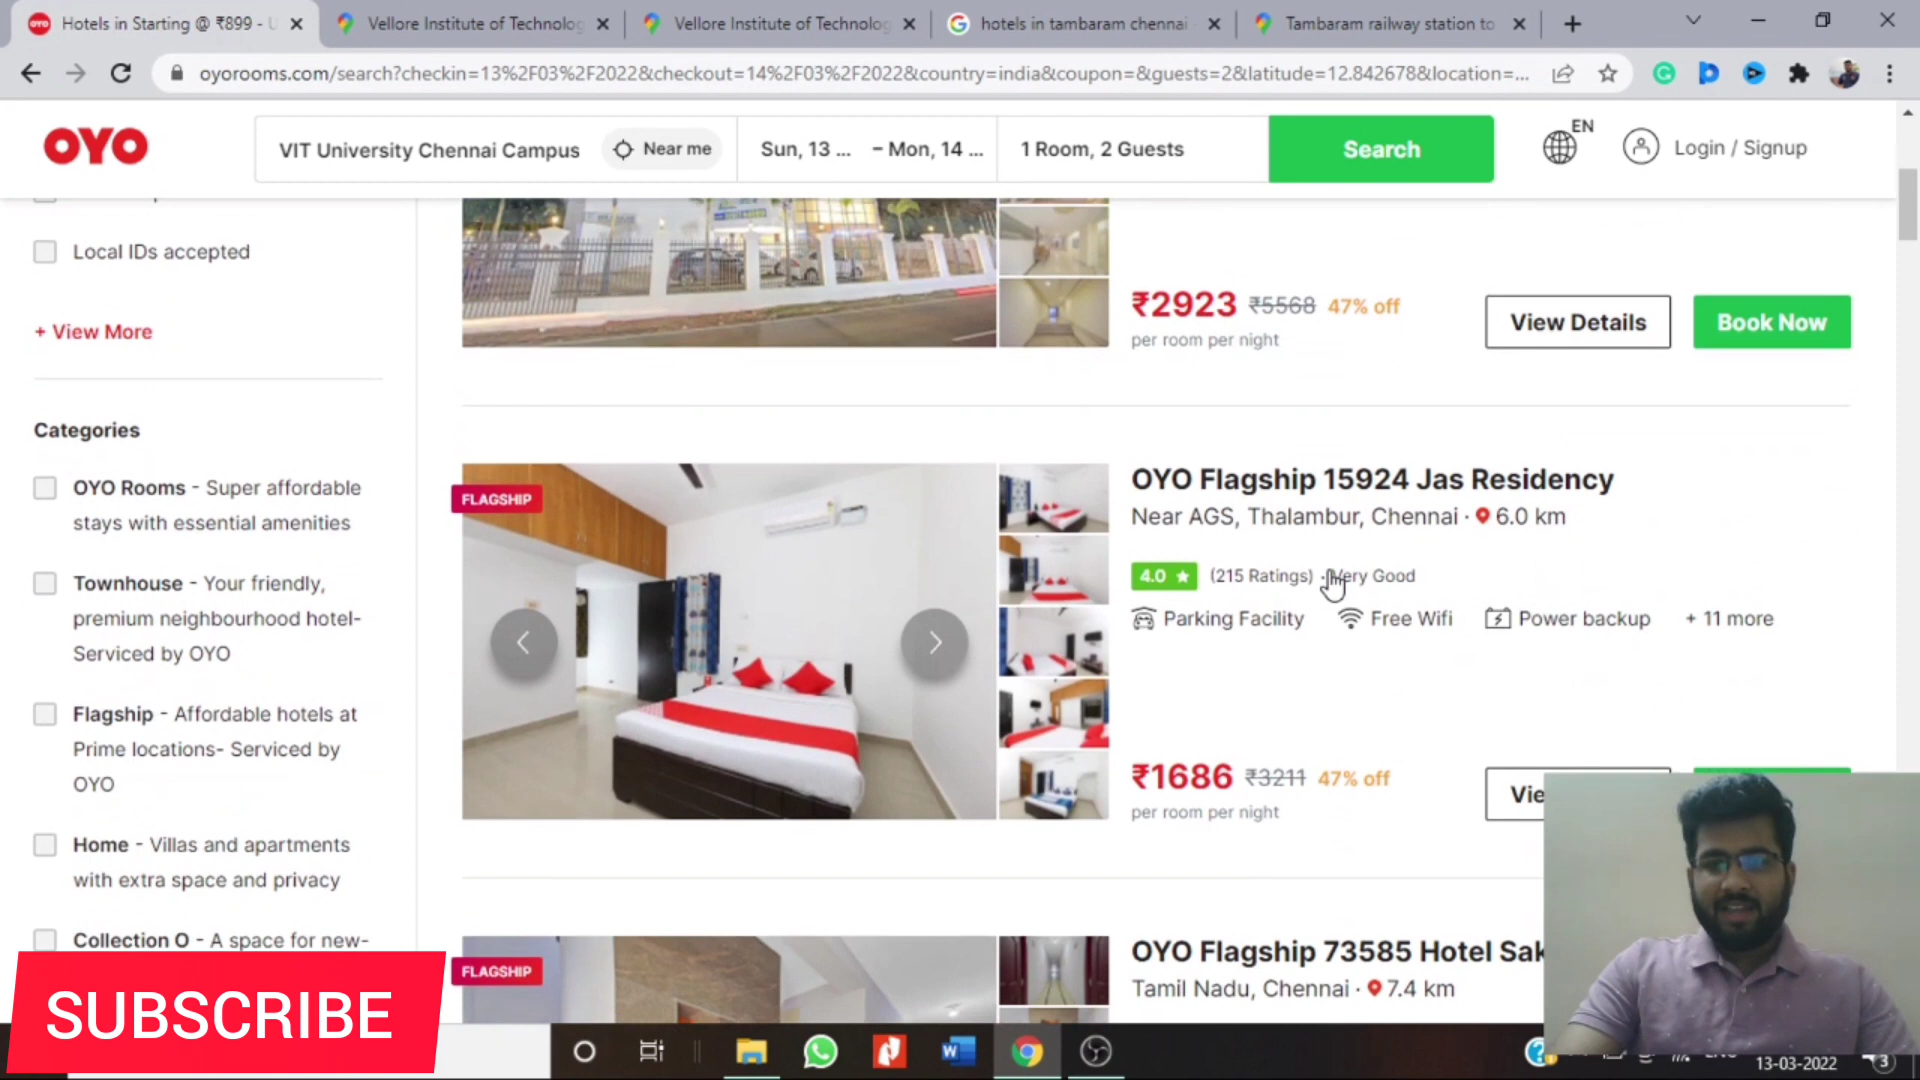 Hotels in Starting @ ₹899 - U
Vellore Institute of Technolog
Vellore Institute of Technolog
hotels in tambaram chennai
Tambaram railway station to
oyorooms.com/search?checkin=13%2F03%2F2022&checkout=14%2F03%2F2022&country=india&coupon=&guests=2&latitude=12.842678&location=...
OYO
VIT University Chennai Campus
Near me
Sun, 13 ... – Mon, 14 ...
1 Room, 2 Guests
Search
EN
Login / Signup
Local IDs accepted
+ View More
Categories
OYO Rooms - Super affordable
stays with essential amenities
Townhouse - Your friendly,
premium neighbourhood hotel-
Serviced by OYO
Flagship - Affordable hotels at
Prime locations- Serviced by
OYO
Home - Villas and apartments
with extra space and privacy
Collection O - A space for new-
₹2923 ₹5568 47% off
per room per night
View Details
Book Now
FLAGSHIP
OYO Flagship 15924 Jas Residency
Near AGS, Thalambur, Chennai · 6.0 km
4.0 ★ (215 Ratings) · Very Good
Parking Facility Free Wifi Power backup + 11 more
₹1686 ₹3211 47% off
per room per night
Vie
FLAGSHIP
OYO Flagship 73585 Hotel Sak
Tamil Nadu, Chennai · 7.4 km
SUBSCRIBE
13-03-2022
3